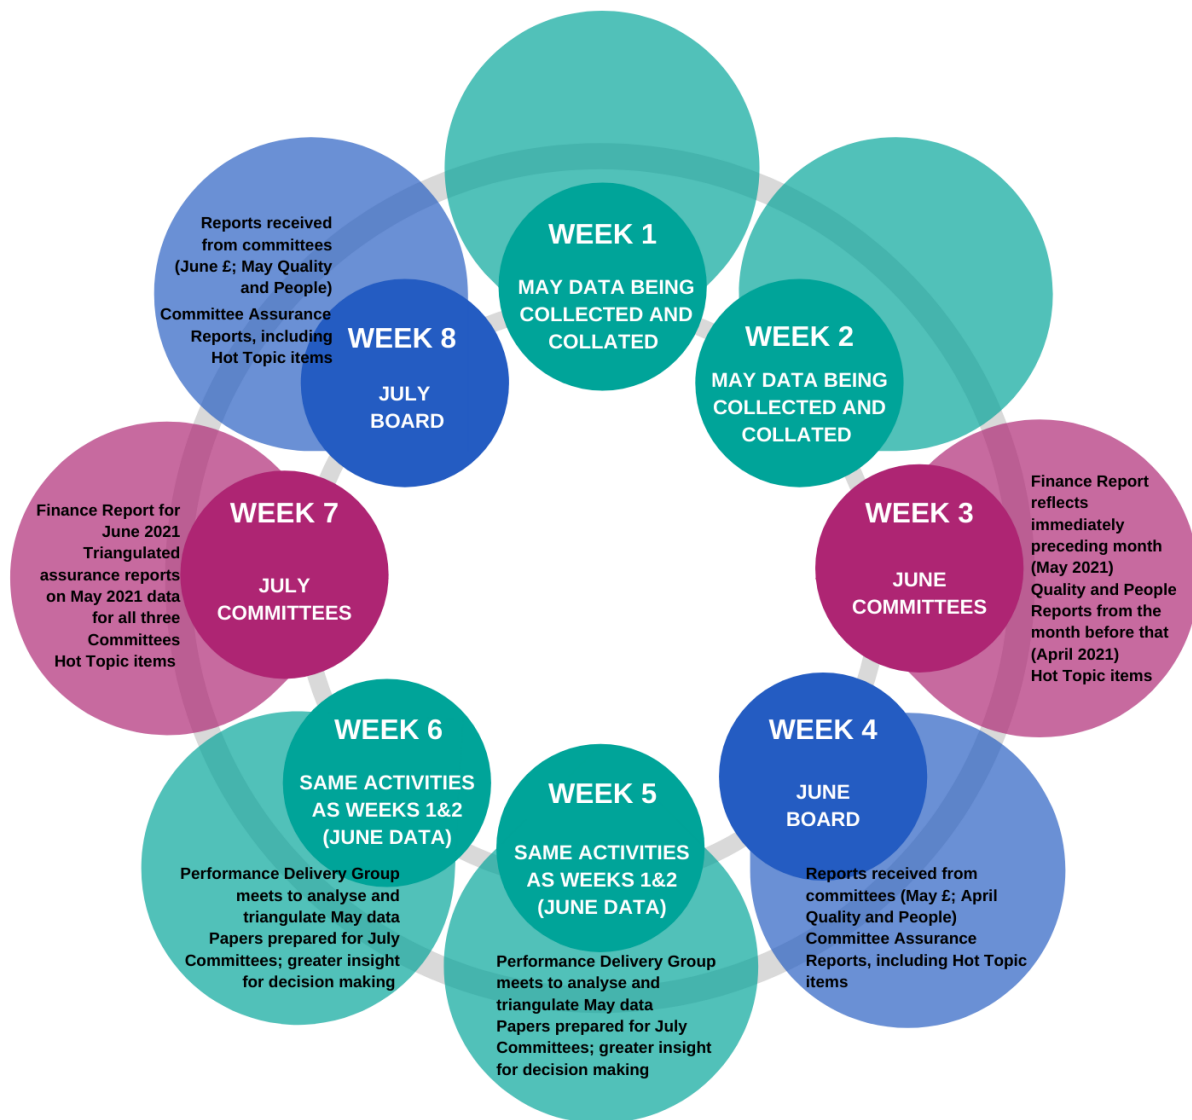 WEEK 1
MAY DATA BEING
COLLECTED AND
COLLATED
WEEK 2
MAY DATA BEING
COLLECTED AND
COLLATED
WEEK 3
JUNE
COMMITTEES
Finance Report
reflects
immediately
preceding month
(May 2021)
Quality and People
Reports from the
month before that
(April 2021)
Hot Topic items
WEEK 4
JUNE
BOARD
Reports received from
committees (May £; April
Quality and People)
Committee Assurance
Reports, including Hot Topic
items
WEEK 5
SAME ACTIVITIES
AS WEEKS 1&2
(JUNE DATA)
Performance Delivery Group
meets to analyse and
triangulate May data
Papers prepared for July
Committees; greater insight
for decision making
WEEK 6
SAME ACTIVITIES
AS WEEKS 1&2
(JUNE DATA)
Performance Delivery Group
meets to analyse and
triangulate May data
Papers prepared for July
Committees; greater insight
for decision making
WEEK 7
JULY
COMMITTEES
Finance Report for
June 2021
Triangulated
assurance reports
on May 2021 data
for all three
Committees
Hot Topic items
WEEK 8
JULY
BOARD
Reports received
from committees
(June £; May Quality
and People)
Committee Assurance
Reports, including
Hot Topic items